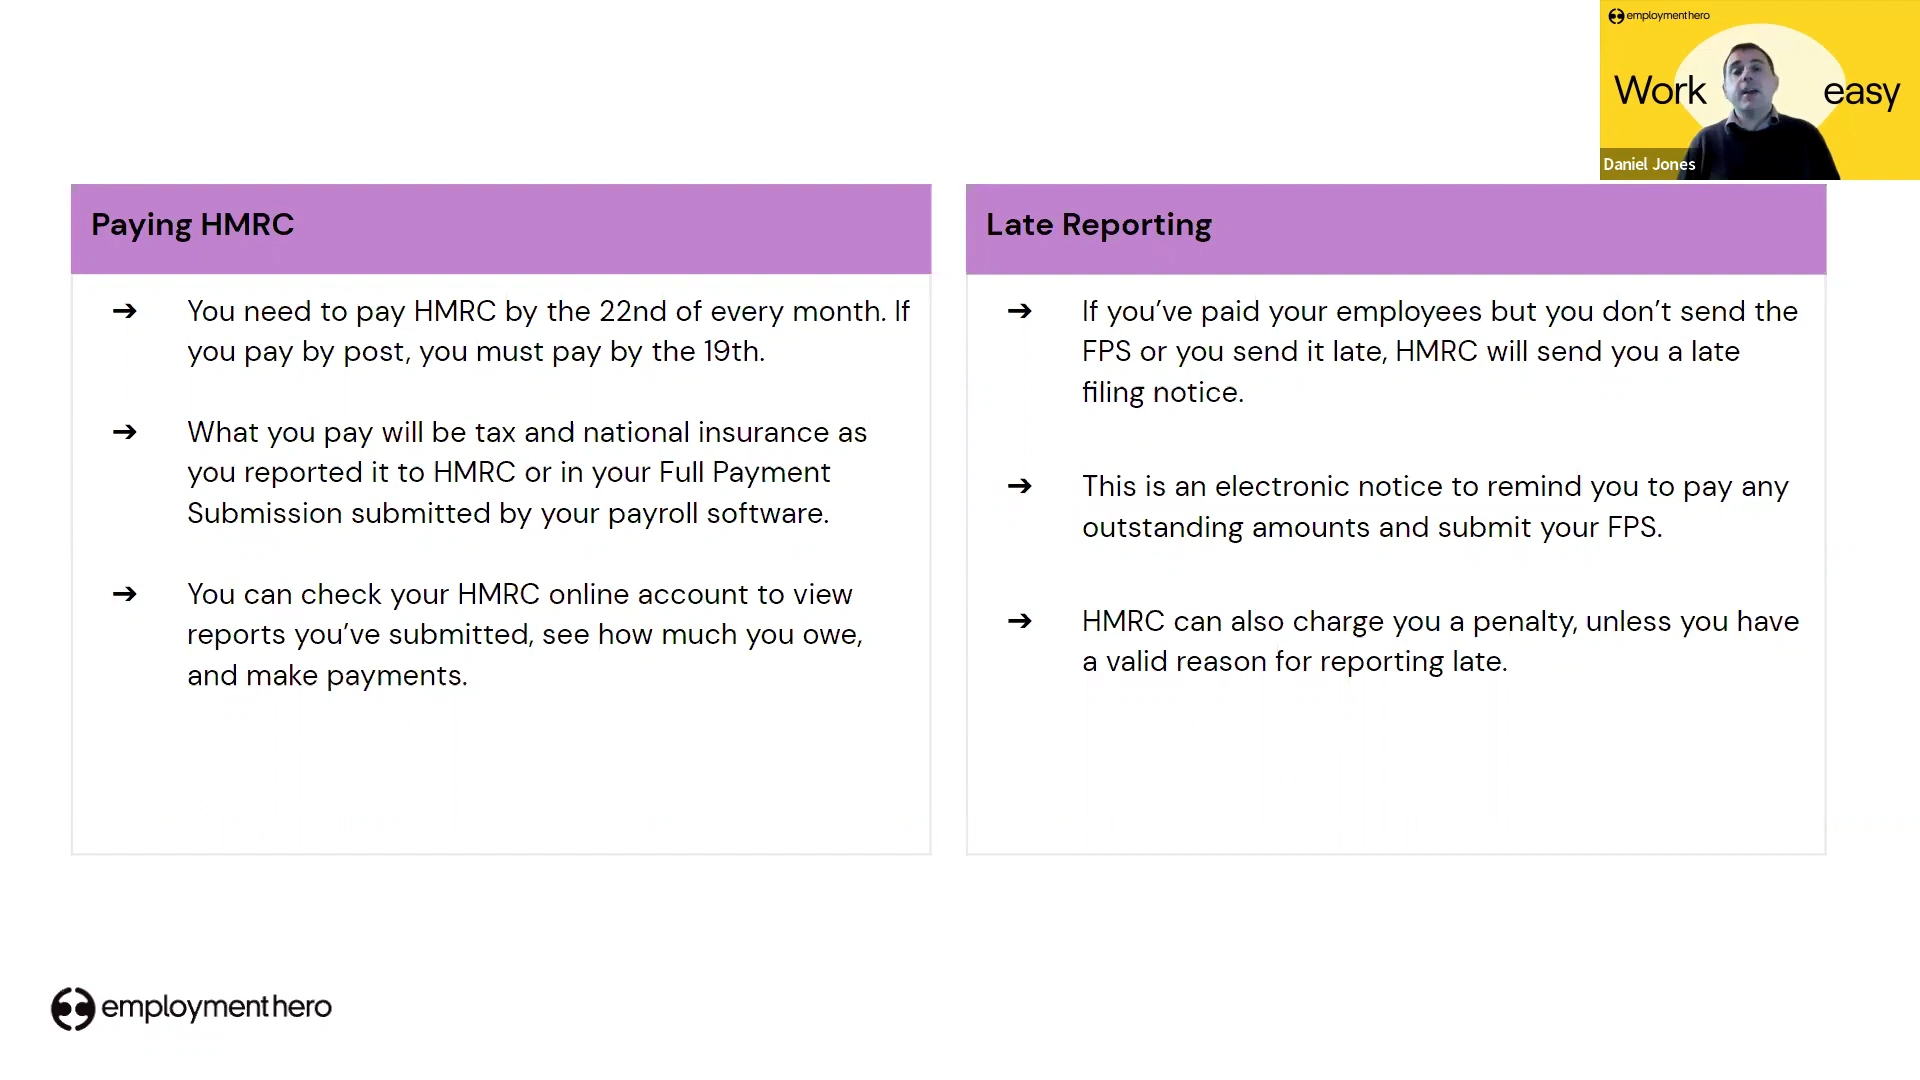 employmenthero
Work easy
Daniel Jones
Paying HMRC
You need to pay HMRC by the 22nd of every month. If
you pay by post, you must pay by the 19th.
What you pay will be tax and national insurance as
you reported it to HMRC or in your Full Payment
Submission submitted by your payroll software.
You can check your HMRC online account to view
reports you’ve submitted, see how much you owe,
and make payments.
Late Reporting
If you’ve paid your employees but you don’t send the
FPS or you send it late, HMRC will send you a late
filing notice.
This is an electronic notice to remind you to pay any
outstanding amounts and submit your FPS.
HMRC can also charge you a penalty, unless you have
a valid reason for reporting late.
employmenthero